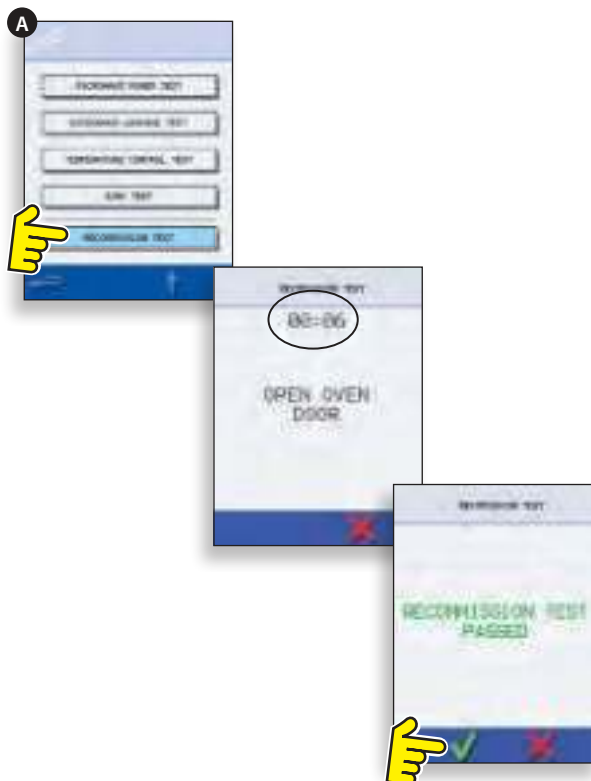 A
MICROWAVE POWER TEST
MICROWAVE LEAKAGE TEST
TEMPERATURE CONTROL TEST
TEST
RECOMMISSION TEST
RECOMMISSION TEST
00:06
OPEN OVEN
DOOR
RECOMMISSION TEST
RECOMMISSION TEST
PASSED